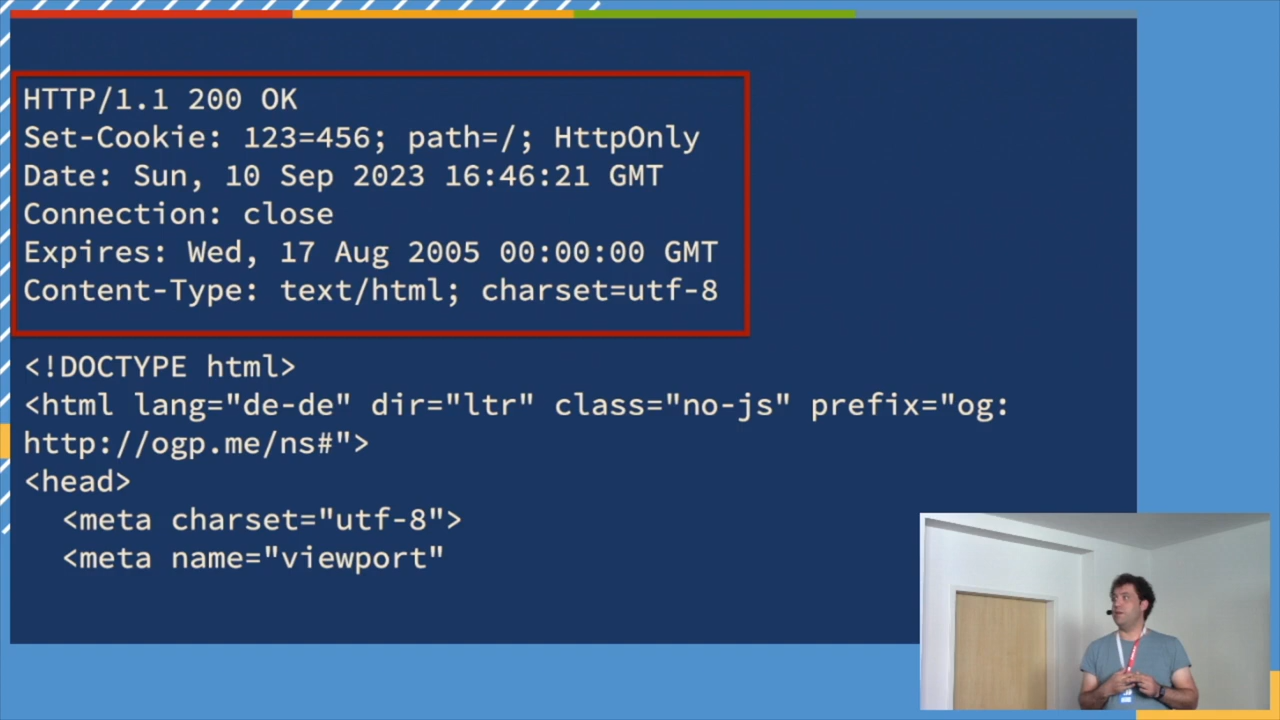 HTTP/1.1 200 OK
Set-Cookie: 123=456; path=/; HttpOnly
Date: Sun, 10 Sep 2023 16:46:21 GMT
Connection: close
Expires: Wed, 17 Aug 2005 00:00:00 GMT
Content-Type: text/html; charset=utf-8
<!DOCTYPE html>
<html lang="de-de" dir="ltr" class="no-js" prefix="og:
http://ogp.me/ns#">
<head>
<meta charset="utf-8">
<meta name="viewport"